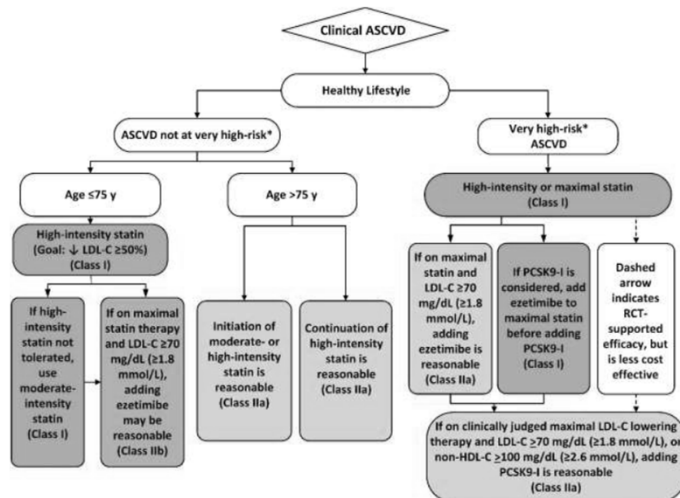 Clinical ASCVD
Healthy Lifestyle
ASCVD not at very high-risk*
Very high-risk*
ASCVD
Age ≤75 y
Age >75 y
High-intensity or maximal statin
(Class I)
High-intensity statin
(Goal: ↓ LDL-C ≥50%)
(Class I)
If high-
intensity
statin not
tolerated,
use
moderate-
intensity
statin
(Class I)
If on maximal
statin therapy
and LDL-C ≥70
mg/dL (≥1.8
mmol/L),
adding
ezetimibe
may be
reasonable
(Class IIb)
Initiation of
moderate- or
high-intensity
statin is
reasonable
(Class IIa)
Continuation of
high-intensity
statin is
reasonable
(Class IIa)
If on maximal
statin and
LDL-C ≥70
mg/dL (≥1.8
mmol/L),
adding
ezetimibe is
reasonable
(Class IIa)
If PCSK9-I is
considered, add
ezetimibe to
maximal statin
before adding
PCSK9-I
(Class I)
Dashed
arrow
indicates
RCT-
supported
efficacy, but
is less cost
effective
If on clinically judged maximal LDL-C lowering
therapy and LDL-C ≥70 mg/dL (≥1.8 mmol/L), or
non-HDL-C ≥100 mg/dL (≥2.6 mmol/L), adding
PCSK9-I is reasonable
(Class IIa)